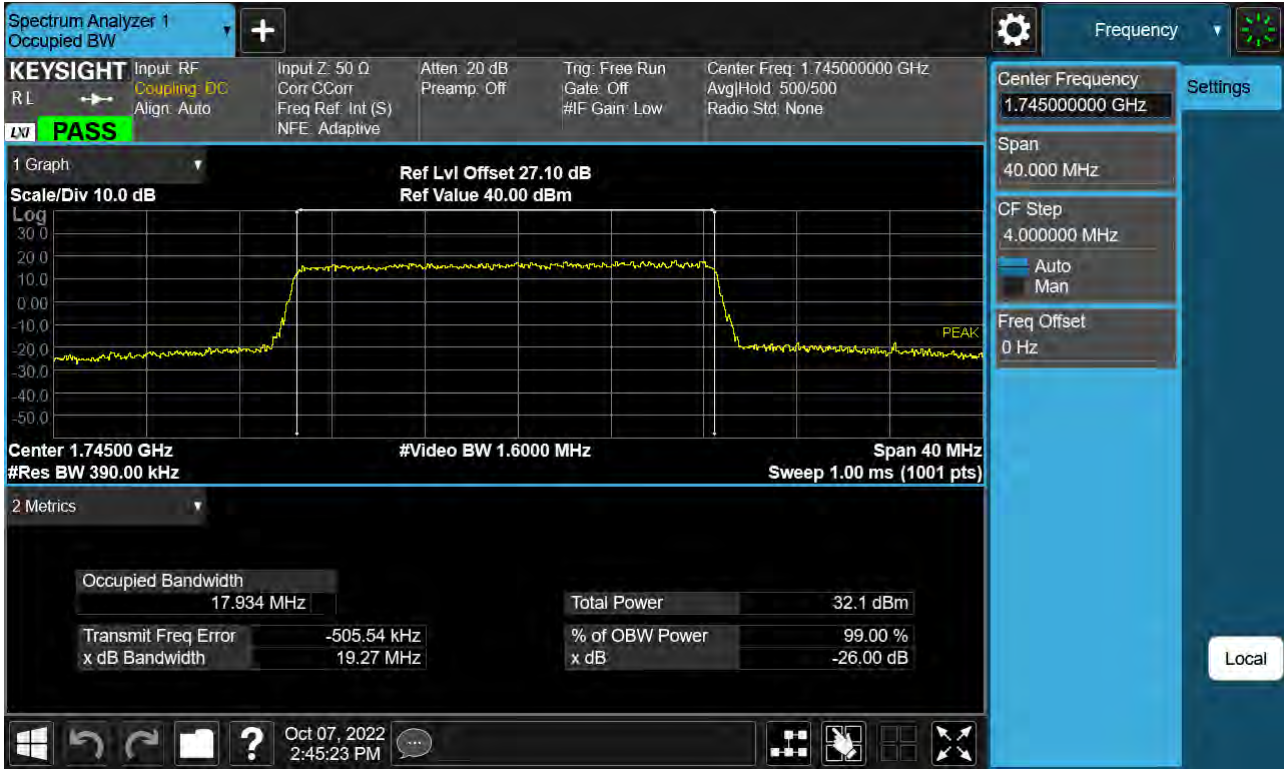 Spectrum Analyzer 1
Occupied BW
Frequency
KEYSIGHT
R L
LXI
PASS
Input: RF
Coupling: DC
Align: Auto
Input Z: 50 Ω
Corr CCorr
Freq Ref: Int (S)
NFE: Adaptive
Atten: 20 dB
Preamp: Off
Trig: Free Run
Gate: Off
#IF Gain: Low
Center Freq: 1.745000000 GHz
Avg|Hold: 500/500
Radio Std: None
Center Frequency
1.745000000 GHz
Settings
Span
40.000 MHz
CF Step
4.000000 MHz
Auto
Man
Freq Offset
0 Hz
1 Graph
Scale/Div 10.0 dB
Ref Lvl Offset 27.10 dB
Ref Value 40.00 dBm
Log
30.0
20.0
10.0
0.00
-10.0
-20.0
-30.0
-40.0
-50.0
PEAK
Center 1.74500 GHz
#Video BW 1.6000 MHz
Span 40 MHz
#Res BW 390.00 kHz
Sweep 1.00 ms (1001 pts)
2 Metrics
Occupied Bandwidth
17.934 MHz
Total Power 32.1 dBm
Transmit Freq Error -505.54 kHz
% of OBW Power 99.00 %
x dB Bandwidth 19.27 MHz
x dB -26.00 dB
Local
?
Oct 07, 2022
2:45:23 PM